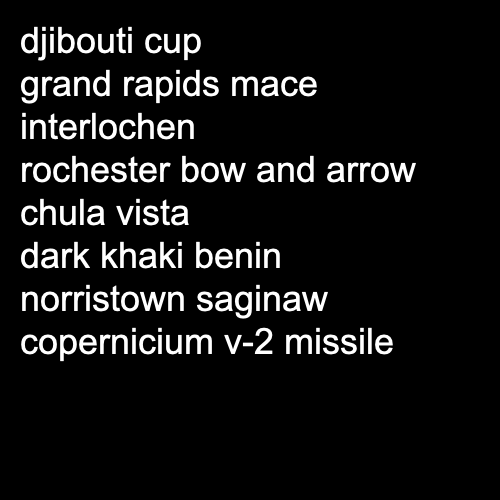 djibouti cup
grand rapids mace
interlochen
rochester bow and arrow
chula vista
dark khaki benin
norristown saginaw
copernicium v-2 missile